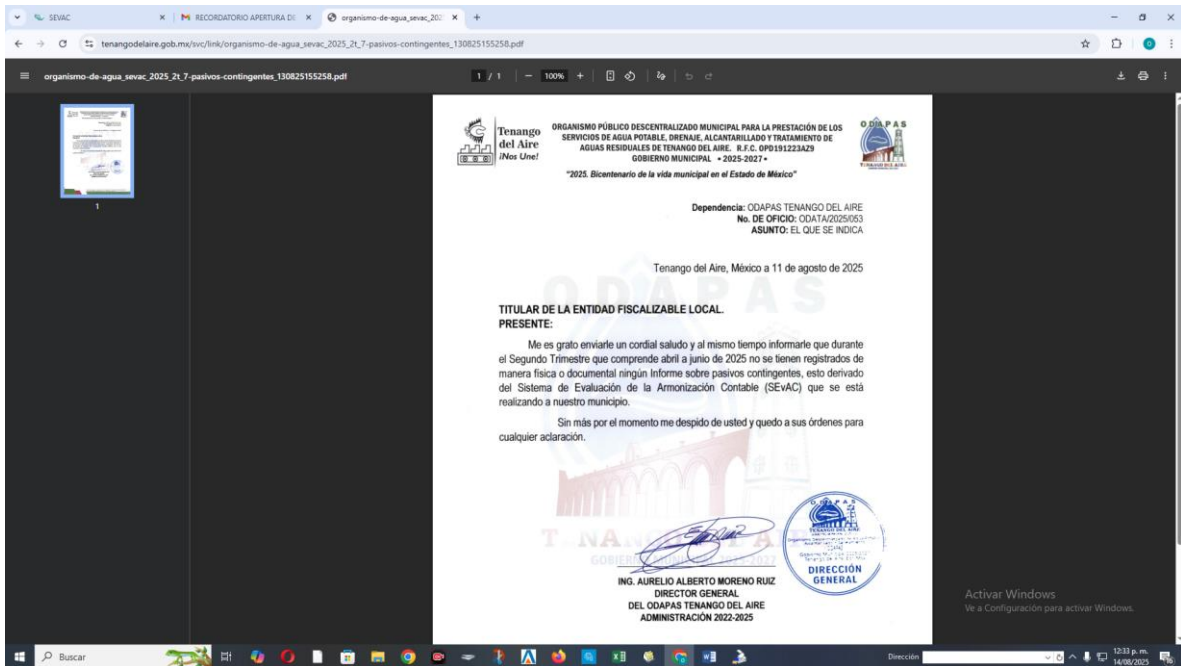 SEVAC
RECORDATORIO APERTURA DE
organismo-de-agua_sevac_202
tenangodelaire.gob.mx/svc/link/organismo-de-agua_sevac_2025_2t_7-pasivos-contingentes_130825155258.pdf
organismo-de-agua_sevac_2025_2t_7-pasivos-contingentes_130825155258.pdf
1 / 1
100%
1
Tenango
del Aire
¡Nos Une!
ORGANISMO PÚBLICO DESCENTRALIZADO MUNICIPAL PARA LA PRESTACIÓN DE LOS
SERVICIOS DE AGUA POTABLE, DRENAJE, ALCANTARILLADO Y TRATAMIENTO DE
AGUAS RESIDUALES DE TENANGO DEL AIRE. R.F.C. OPD191223AZ9
GOBIERNO MUNICIPAL • 2025-2027 •
"2025. Bicentenario de la vida municipal en el Estado de México"
ODAPAS
TENANGO DEL AIRE
Dependencia: ODAPAS TENANGO DEL AIRE
No. DE OFICIO: ODATA/2025/053
ASUNTO: EL QUE SE INDICA
Tenango del Aire, México a 11 de agosto de 2025
ODAPAS
TITULAR DE LA ENTIDAD FISCALIZABLE LOCAL.
PRESENTE:
Me es grato enviarle un cordial saludo y al mismo tiempo informarle que durante
el Segundo Trimestre que comprende abril a junio de 2025 no se tienen registrados de
manera física o documental ningún Informe sobre pasivos contingentes, esto derivado
del Sistema de Evaluación de la Armonización Contable (SEvAC) que se está
realizando a nuestro municipio.
Sin más por el momento me despido de usted y quedo a sus órdenes para
cualquier aclaración.
ODAPAS
TENANGO DEL AIRE
DIRECCIÓN
GENERAL
ING. AURELIO ALBERTO MORENO RUIZ
DIRECTOR GENERAL
DEL ODAPAS TENANGO DEL AIRE
ADMINISTRACIÓN 2022-2025
Activar Windows
Ve a Configuración para activar Windows.
Buscar
Dirección
12:33 p. m.
14/08/2025